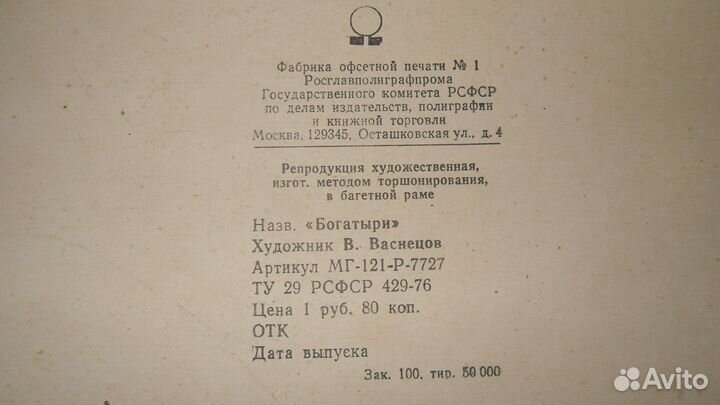 Фабрика офсетной печати № 1
Росглавполиграфпрома
Государственного комитета РСФСР
по делам издательств, полиграфии
и книжной торговли
Москва, 129345, Осташковская ул., д. 4
Репродукция художественная,
изгот. методом торшонирования,
в багетной раме
Назв. «Богатыри»
Художник В. Васнецов
Артикул МГ-121-Р-7727
ТУ 29 РСФСР 429-76
Цена 1 руб. 80 коп.
ОТК
Дата выпуска
Зак. 100, тир. 50 000
Avito